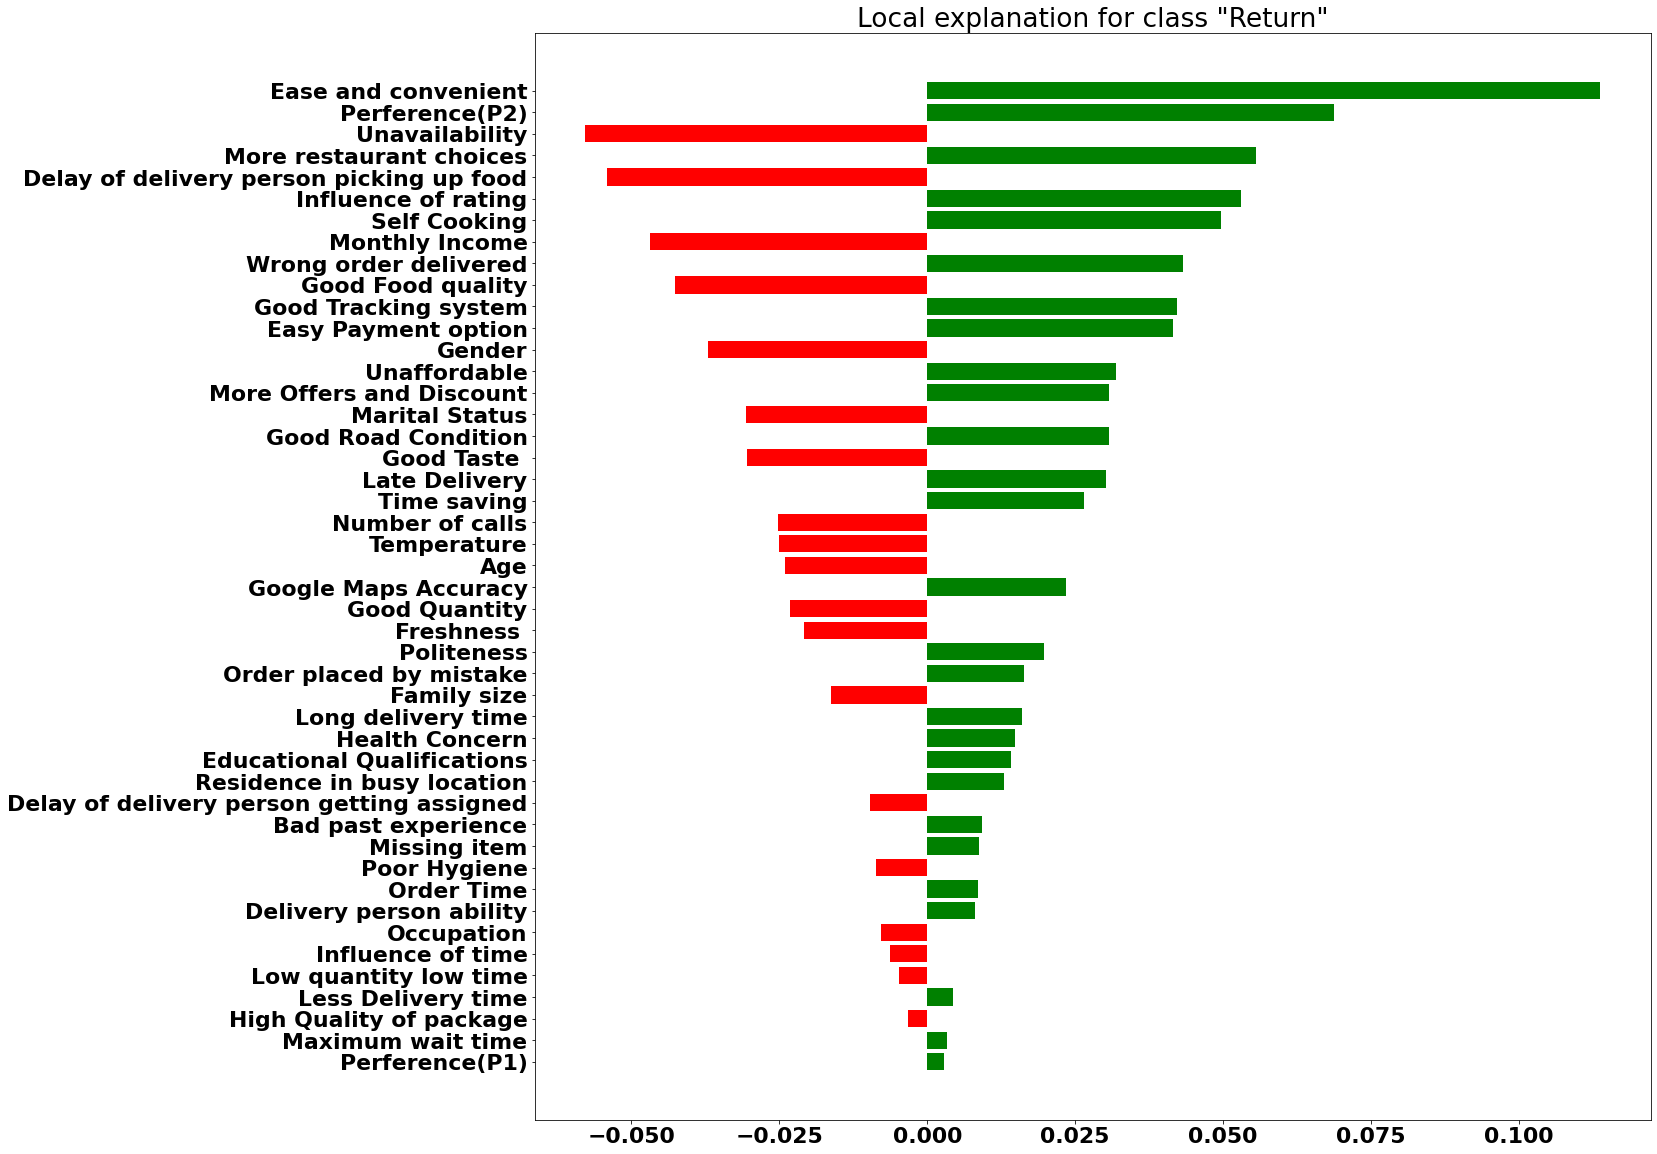 Local explanation for class "Return"
Ease and convenient
Perference(P2)
Unavailability
More restaurant choices
Delay of delivery person picking up food
Influence of rating
Self Cooking
Monthly Income
Wrong order delivered
Good Food quality
Good Tracking system
Easy Payment option
Gender
Unaffordable
More Offers and Discount
Marital Status
Good Road Condition
Good Taste
Late Delivery
Time saving
Number of calls
Temperature
Age
Google Maps Accuracy
Good Quantity
Freshness
Politeness
Order placed by mistake
Family size
Long delivery time
Health Concern
Educational Qualifications
Residence in busy location
Delay of delivery person getting assigned
Bad past experience
Missing item
Poor Hygiene
Order Time
Delivery person ability
Occupation
Influence of time
Low quantity low time
Less Delivery time
High Quality of package
Maximum wait time
Perference(P1)
−0.050 −0.025 0.000 0.025 0.050 0.075 0.100